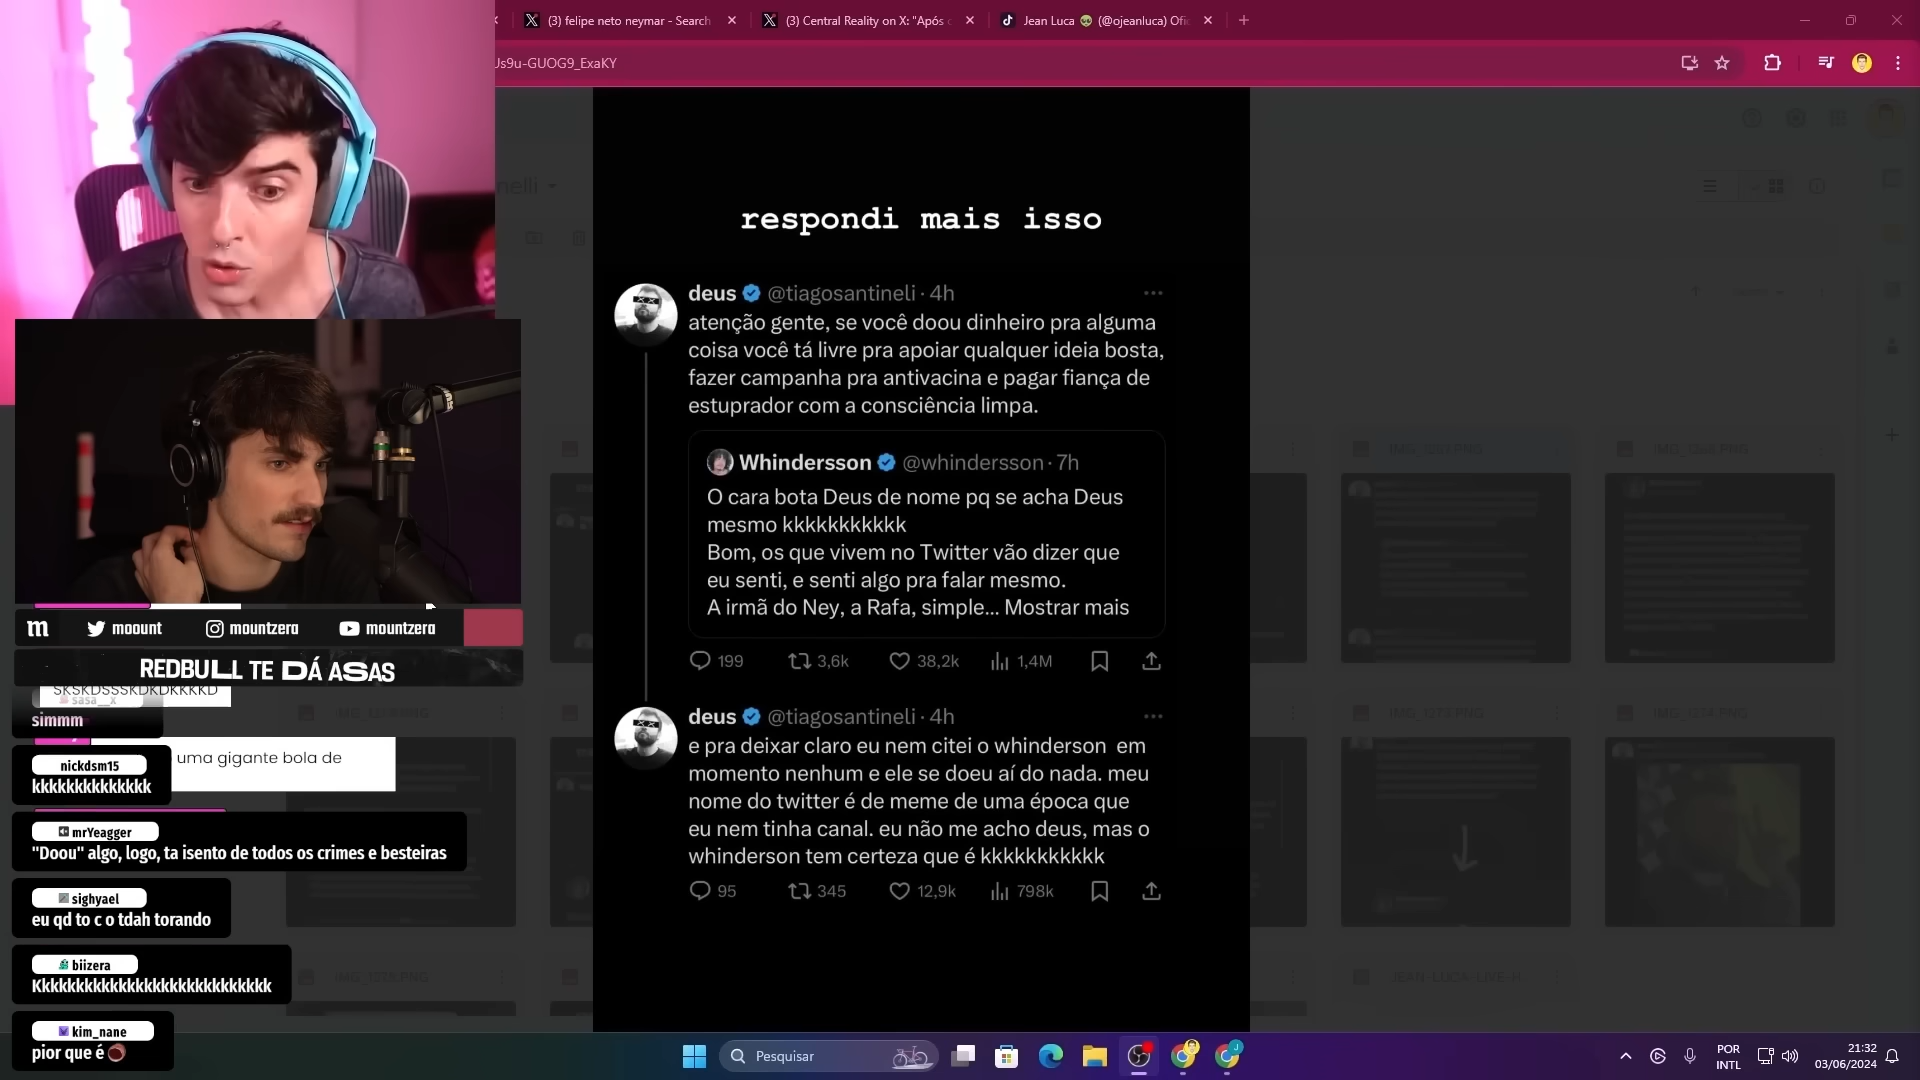 (3) felipe neto neymar - Search
(3) Central Reality on X: "Após
Jean Luca (@ojeanluca) Ofi
Js9u-GUOG9_ExaKY
respondi mais isso
deus @tiagosantineli · 4h
atenção gente, se você doou dinheiro pra alguma
coisa você tá livre pra apoiar qualquer ideia bosta,
fazer campanha pra antivacina e pagar fiança de
estuprador com a consciência limpa.
Whindersson @whindersson · 7h
O cara bota Deus de nome pq se acha Deus
mesmo kkkkkkkkkkk
Bom, os que vivem no Twitter vão dizer que
eu senti, e senti algo pra falar mesmo.
A irmã do Ney, a Rafa, simple... Mostrar mais
199 3,6k 38,2k 1,4M
deus @tiagosantineli · 4h
e pra deixar claro eu nem citei o whinderson em
momento nenhum e ele se doeu aí do nada. meu
nome do twitter é de meme de uma época que
eu nem tinha canal. eu não me acho deus, mas o
whinderson tem certeza que é kkkkkkkkkkk
95 345 12,9k 798k
m moount mountzera mountzera
REDBULL TE DÁ ASAS
SKSKDSSSKDKDKKKKD
sasa__x
simmm
uma gigante bola de
nickdsm15
kkkkkkkkkkkkkk
mrYeagger
"Doou" algo, logo, ta isento de todos os crimes e besteiras
sighyael
eu qd to c o tdah torando
biizera
Kkkkkkkkkkkkkkkkkkkkkkkkkkk
kim_nane
pior que é
Pesquisar
POR
INTL
21:32
03/06/2024